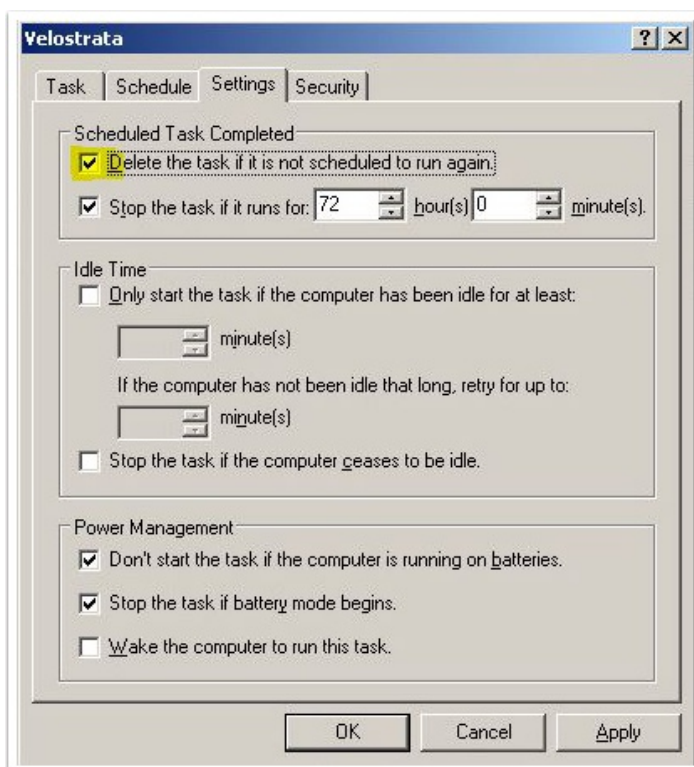 Velostrata
Task Schedule Settings Security
Scheduled Task Completed
Delete the task if it is not scheduled to run again.
Stop the task if it runs for: 72 hour(s) 0 minute(s).
Idle Time
Only start the task if the computer has been idle for at least:
minute(s)
If the computer has not been idle that long, retry for up to:
minute(s)
Stop the task if the computer ceases to be idle.
Power Management
Don't start the task if the computer is running on batteries.
Stop the task if battery mode begins.
Wake the computer to run this task.
OK Cancel Apply